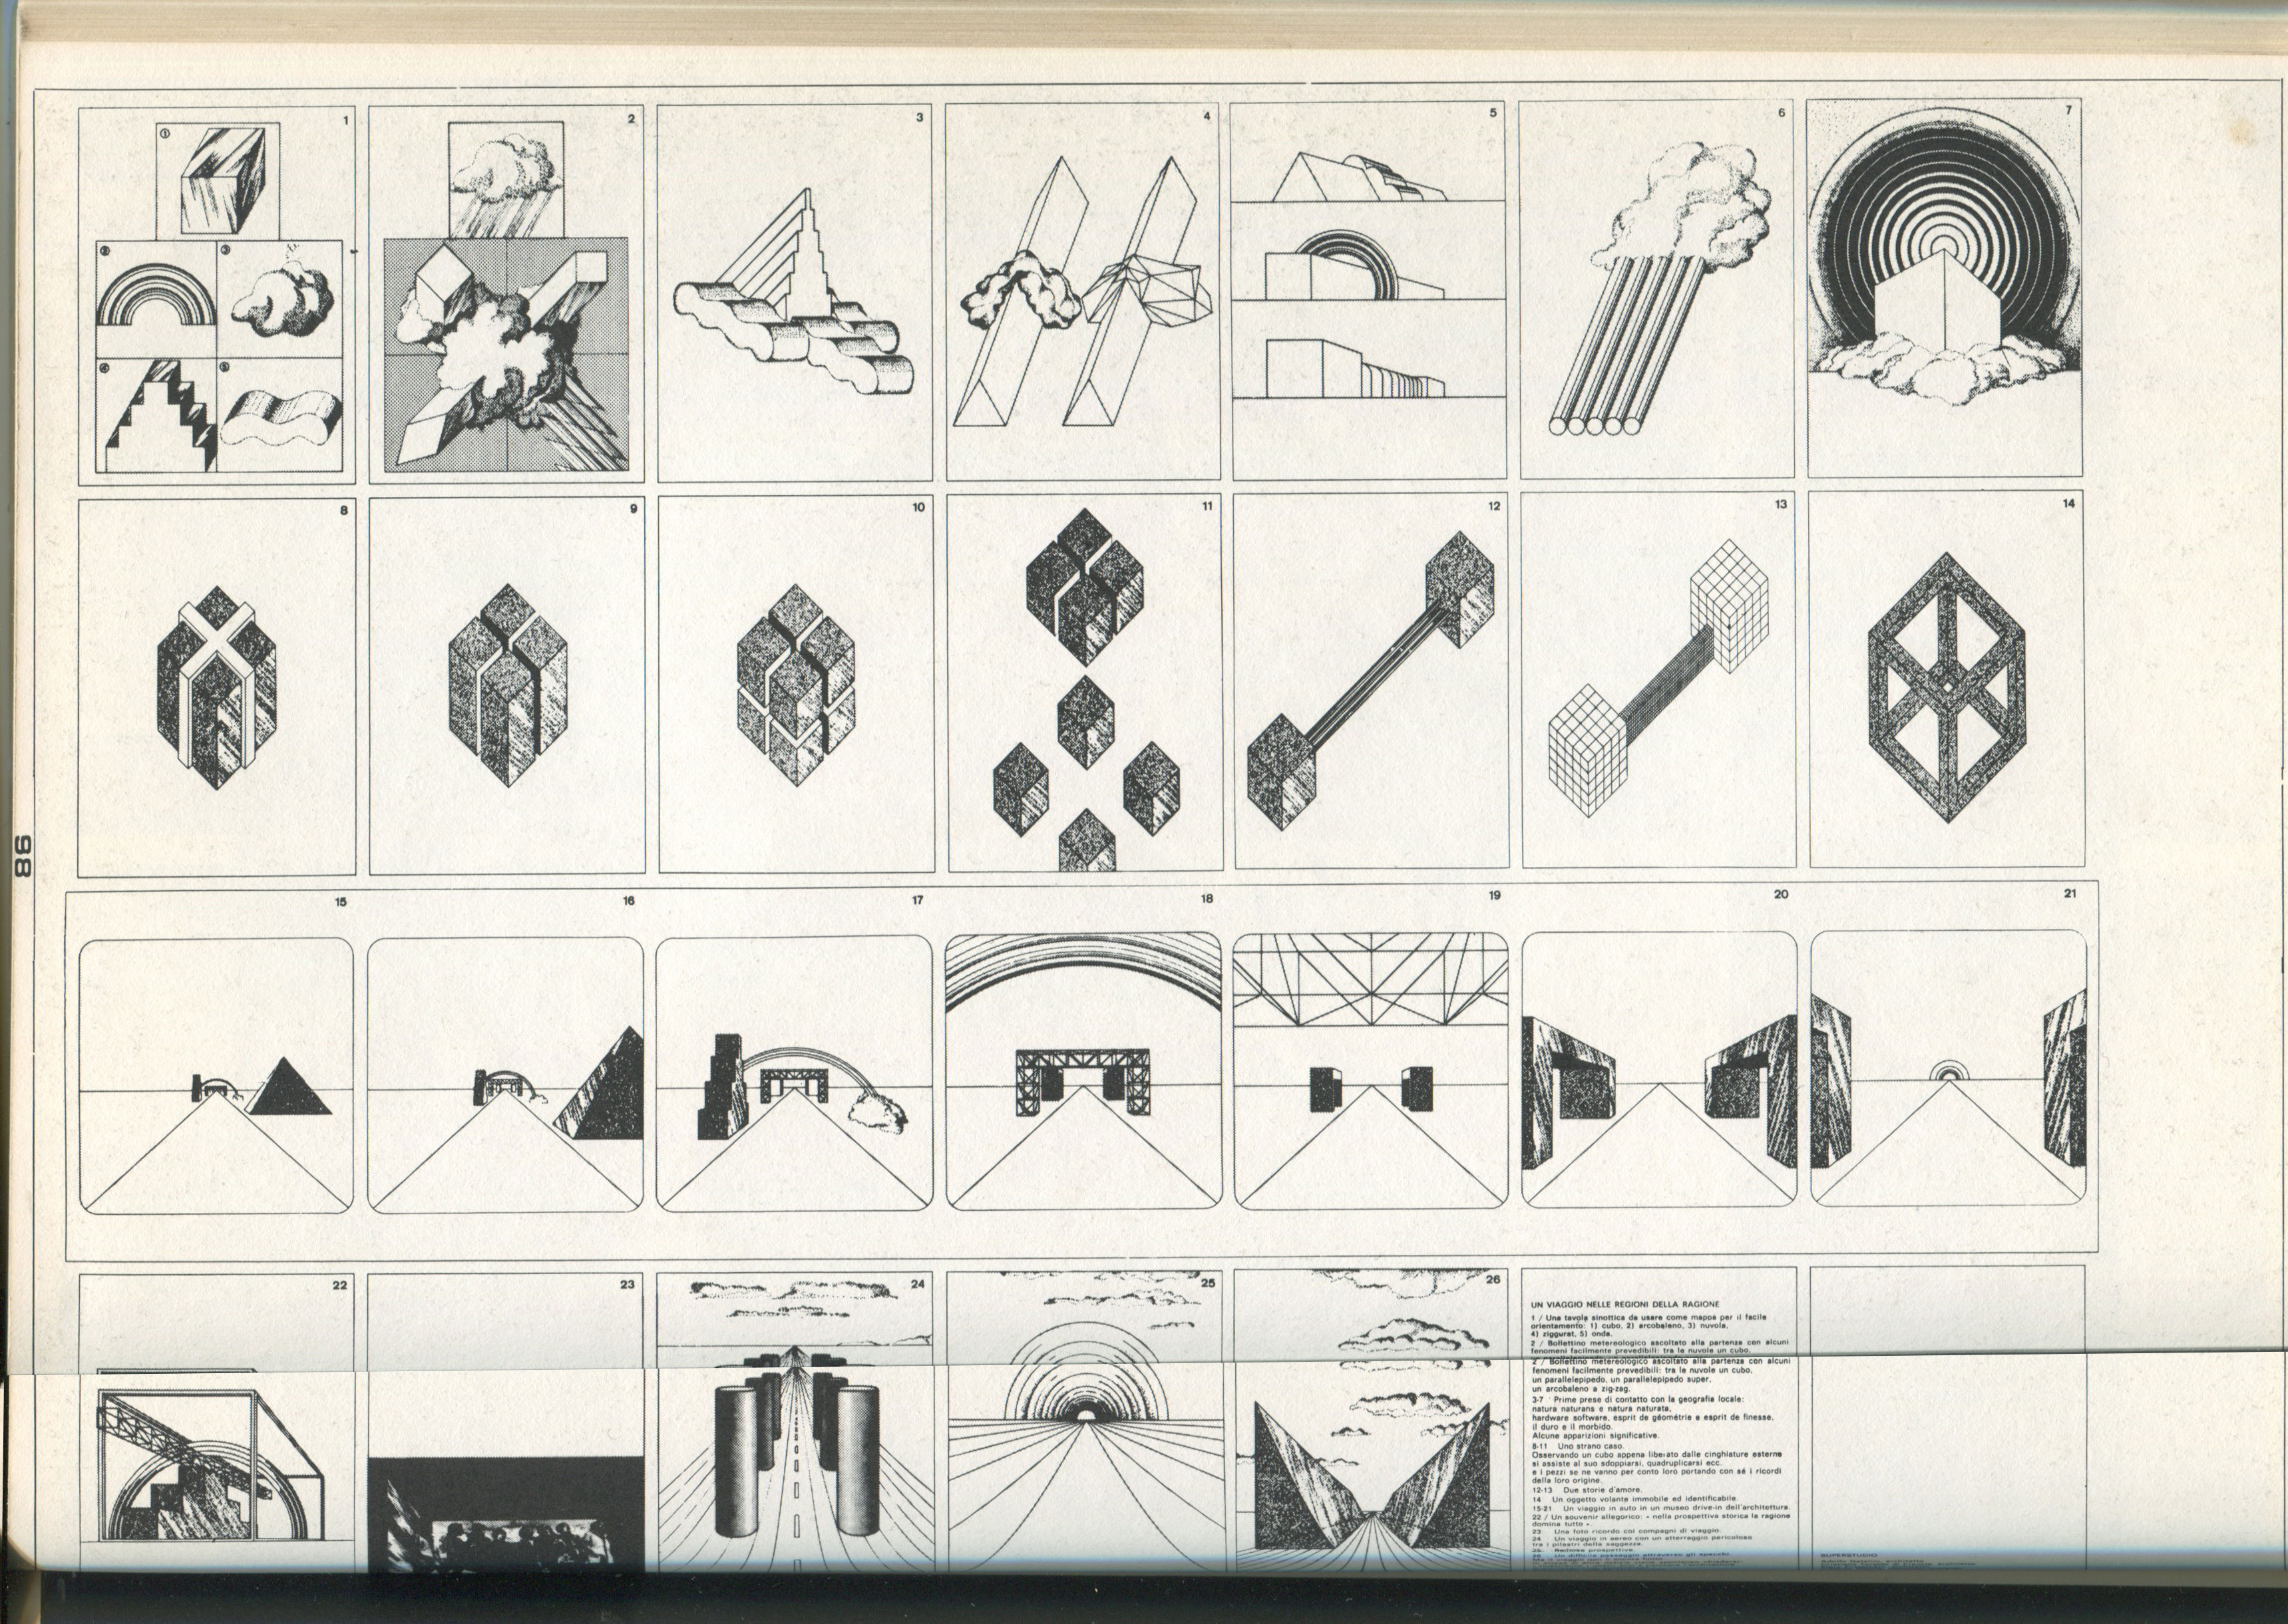 1
2
3
4
5
6
7
①
②
③
④
⑤
8
9
10
11
12
13
14
98
15
16
17
18
19
20
21
22
23
24
25
26
UN VIAGGIO NELLE REGIONI DELLA RAGIONE
1 / Una tavola sinottica da usare come mappa per il facile
orientamento: 1) cubo, 2) arcobaleno, 3) nuvola,
4) ziggurat, 5) onda.
2 / Bollettino metereologico ascoltato alla partenza con alcuni
fenomeni facilmente prevedibili: tra le nuvole un cubo,
2 / Bollettino metereologico ascoltato alla partenza con alcuni
fenomeni facilmente prevedibili: tra le nuvole un cubo,
un parallelepipedo, un parallelepipedo super,
un arcobaleno a zig-zag.
3-7 Prime prese di contatto con la geografia locale:
natura naturans e natura naturata,
hardware software, esprit de géométrie e esprit de finesse,
il duro e il morbido.
Alcune apparizioni significative.
8-11 Uno strano caso.
Osservando un cubo appena liberato dalle cinghiature esterne
si assiste al suo sdoppiarsi, quadruplicarsi ecc.
e i pezzi se ne vanno per conto loro portando con sé i ricordi
della loro origine.
12-13 Due storie d'amore.
14 Un oggetto volante immobile ed identificabile.
15-21 Un viaggio in auto in un museo drive-in dell'architettura.
22 / Un souvenir allegorico: « nella prospettiva storica la ragione
domina tutto ».
23 Una foto ricordo coi compagni di viaggio.
24 Un viaggio in aereo con un atterraggio pericoloso
tra i pilastri della saggezza.
25 Redness prospettive.
26 Un difficile passaggio attraverso gli specchi.
SUPERSTUDIO